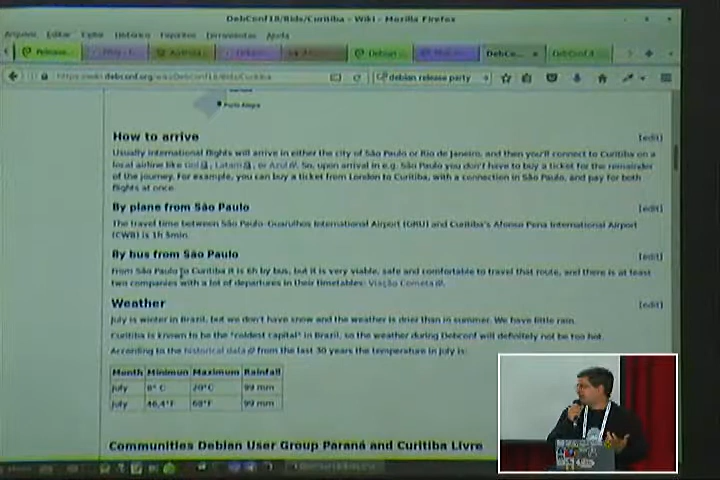 DebConf18/Bids/Curitiba - Wiki - Mozilla Firefox
Arquivo Editar Exibir Histórico Favoritos Ferramentas Ajuda
debian release party
Porto Alegre
How to arrive [edit]
Usually international flights will arrive in either the city of São Paulo or Rio de Janeiro, and then you'll connect to Curitiba on a
local airline like Gol, Latam, or Azul. So, upon arrival in e.g. São Paulo you don't have to buy a ticket for the remainder
of the journey. For example, you can buy a ticket from London to Curitiba, with a connection in São Paulo, and pay for both
flights at once.
By plane from São Paulo [edit]
The travel time between São Paulo-Guarulhos International Airport (GRU) and Curitiba's Afonso Pena International Airport
(CWB) is 1h 5min.
By bus from São Paulo [edit]
From São Paulo to Curitiba it is 6h by bus, but it is very viable, safe and comfortable to travel that route, and there is at least
two companies with a lot of departures in their timetables: Viação Cometa
Weather [edit]
July is winter in Brazil, but we don't have snow and the weather is drier than in summer. We have little rain.
Curitiba is known to be the "coldest capital" in Brazil, so the weather during Debconf will definitely not be too hot.
According to the historical data from the last 30 years the temperature in July is:
Month Minimun Maximum Rainfall
July 8° C 20°C 99 mm
July 46,4°F 68°F 99 mm
Communities Debian User Group Paraná and Curitiba Livre